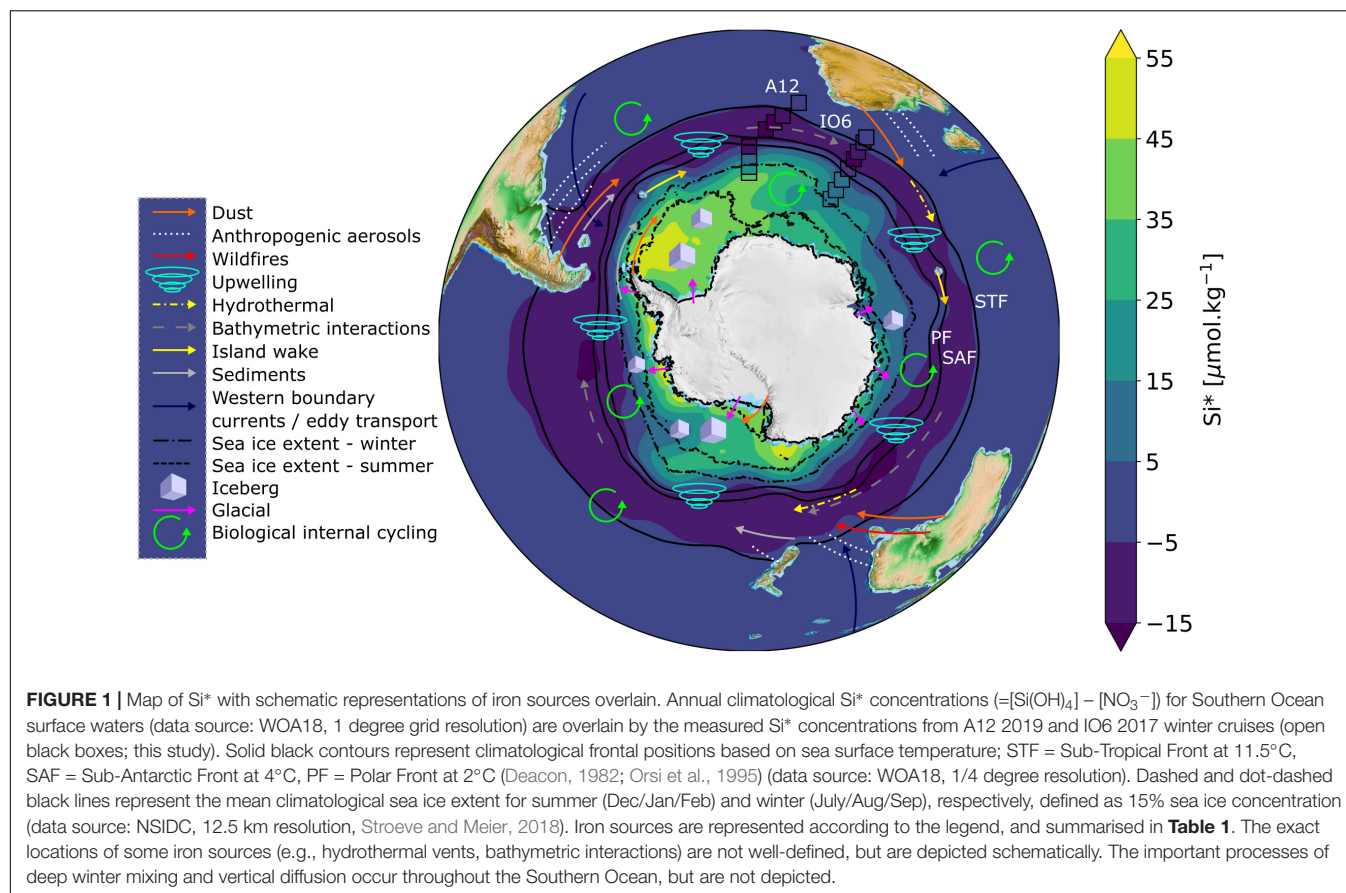 A12
IO6
STF
PF
SAF
Dust
Anthropogenic aerosols
Wildfires
Upwelling
Hydrothermal
Bathymetric interactions
Island wake
Sediments
Western boundary
currents / eddy transport
Sea ice extent - winter
Sea ice extent - summer
Iceberg
Glacial
Biological internal cycling
55
45
35
25
15
5
−5
−15
Si* [μmol.kg⁻¹]
FIGURE 1 | Map of Si* with schematic representations of iron sources overlain. Annual climatological Si* concentrations (=[Si(OH)₄] – [NO₃⁻]) for Southern Ocean
surface waters (data source: WOA18, 1 degree grid resolution) are overlain by the measured Si* concentrations from A12 2019 and IO6 2017 winter cruises (open
black boxes; this study). Solid black contours represent climatological frontal positions based on sea surface temperature; STF = Sub-Tropical Front at 11.5°C,
SAF = Sub-Antarctic Front at 4°C, PF = Polar Front at 2°C (Deacon, 1982; Orsi et al., 1995) (data source: WOA18, 1/4 degree resolution). Dashed and dot-dashed
black lines represent the mean climatological sea ice extent for summer (Dec/Jan/Feb) and winter (July/Aug/Sep), respectively, defined as 15% sea ice concentration
(data source: NSIDC, 12.5 km resolution, Stroeve and Meier, 2018). Iron sources are represented according to the legend, and summarised in Table 1. The exact
locations of some iron sources (e.g., hydrothermal vents, bathymetric interactions) are not well-defined, but are depicted schematically. The important processes of
deep winter mixing and vertical diffusion occur throughout the Southern Ocean, but are not depicted.